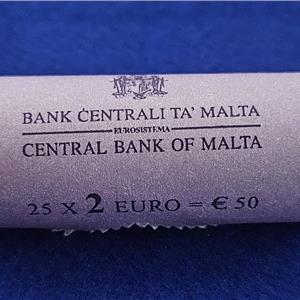 BANK ĊENTRALI TA' MALTA
EUROSISTEMA
CENTRAL BANK OF MALTA
25 X 2 EURO = € 50